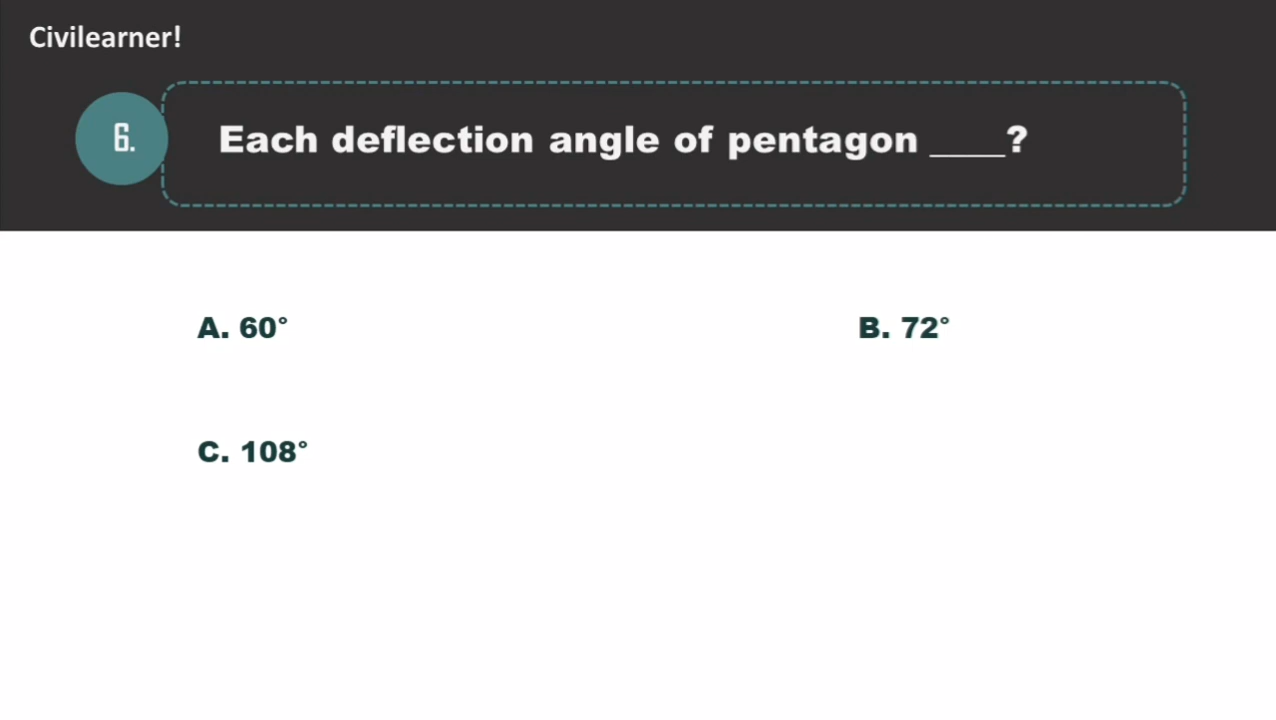 Civilearner!
6.
Each deflection angle of pentagon ____?
A. 60°
B. 72°
C. 108°